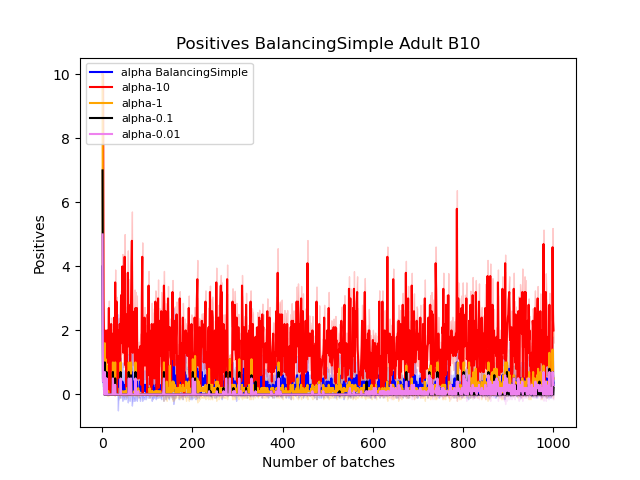 Positives BalancingSimple Adult B10
alpha BalancingSimple
alpha-10
alpha-1
alpha-0.1
alpha-0.01
10
8
6
4
2
0
Positives
0 200 400 600 800 1000
Number of batches